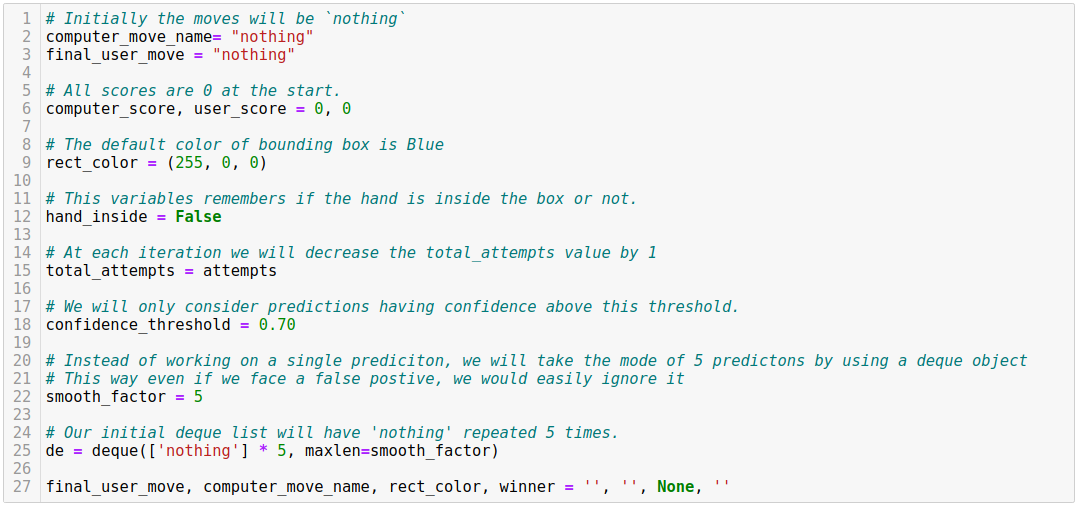 1 # Initially the moves will be `nothing`
2 computer_move_name= "nothing"
3 final_user_move = "nothing"
4
5 # All scores are 0 at the start.
6 computer_score, user_score = 0, 0
7
8 # The default color of bounding box is Blue
9 rect_color = (255, 0, 0)
10
11 # This variables remembers if the hand is inside the box or not.
12 hand_inside = False
13
14 # At each iteration we will decrease the total_attempts value by 1
15 total_attempts = attempts
16
17 # We will only consider predictions having confidence above this threshold.
18 confidence_threshold = 0.70
19
20 # Instead of working on a single prediciton, we will take the mode of 5 predictons by using a deque object
21 # This way even if we face a false postive, we would easily ignore it
22 smooth_factor = 5
23
24 # Our initial deque list will have 'nothing' repeated 5 times.
25 de = deque(['nothing'] * 5, maxlen=smooth_factor)
26
27 final_user_move, computer_move_name, rect_color, winner = '', '', None, ''